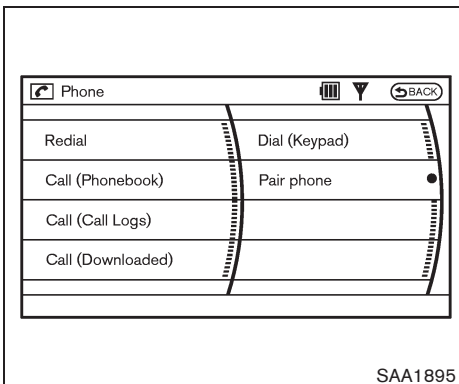 Phone
BACK
Redial
Call (Phonebook)
Call (Call Logs)
Call (Downloaded)
Dial (Keypad)
Pair phone
SAA1895